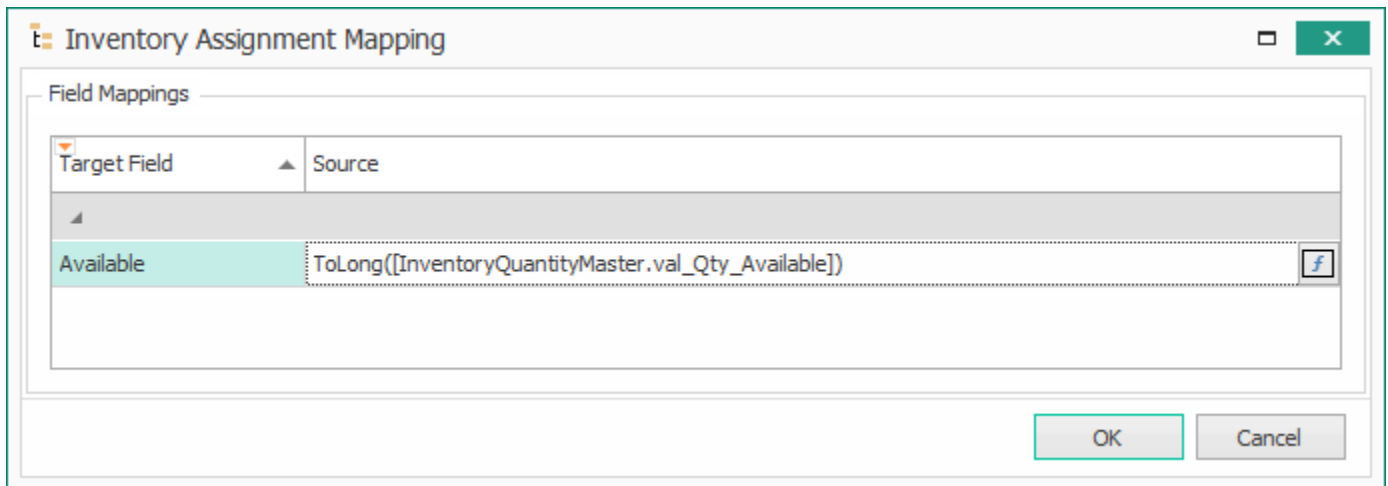 Inventory Assignment Mapping
Field Mappings
Target Field Source
Available ToLong([InventoryQuantityMaster.val_Qty_Available]) f
OK Cancel